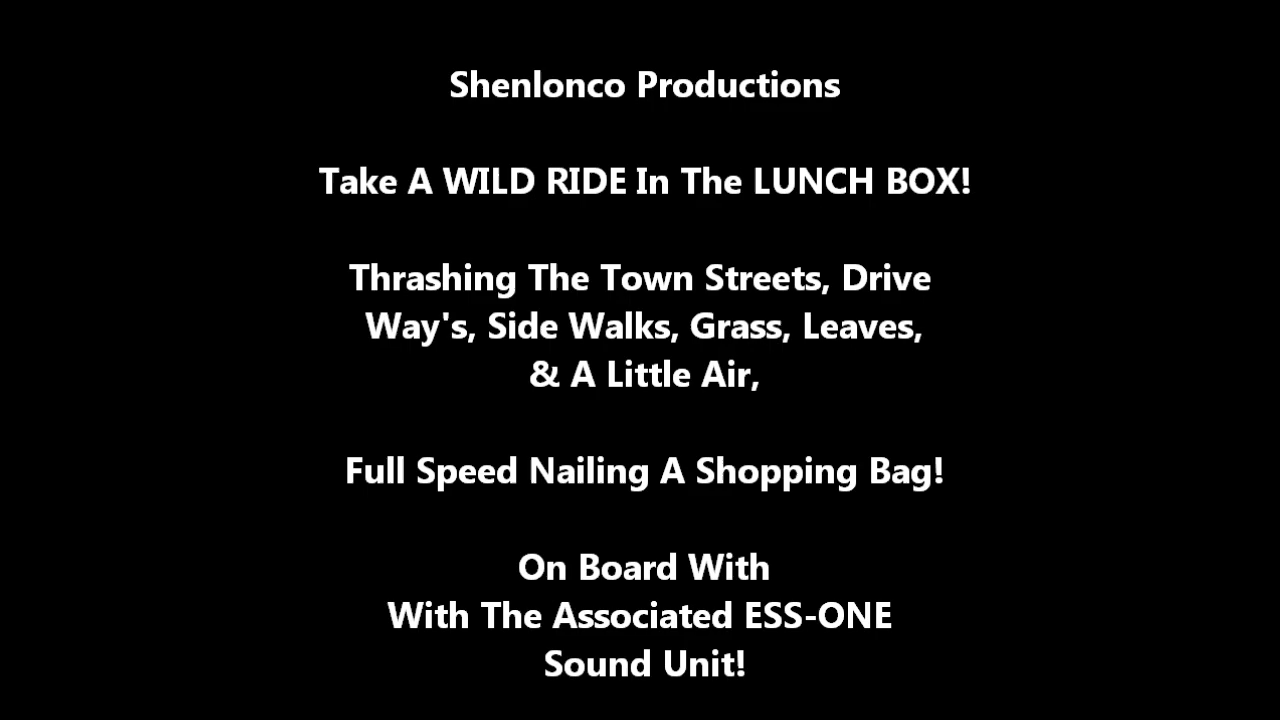 Shenlonco Productions
Take A WILD RIDE In The LUNCH BOX!
Thrashing The Town Streets, Drive
Way's, Side Walks, Grass, Leaves,
& A Little Air,
Full Speed Nailing A Shopping Bag!
On Board With
With The Associated ESS-ONE
Sound Unit!